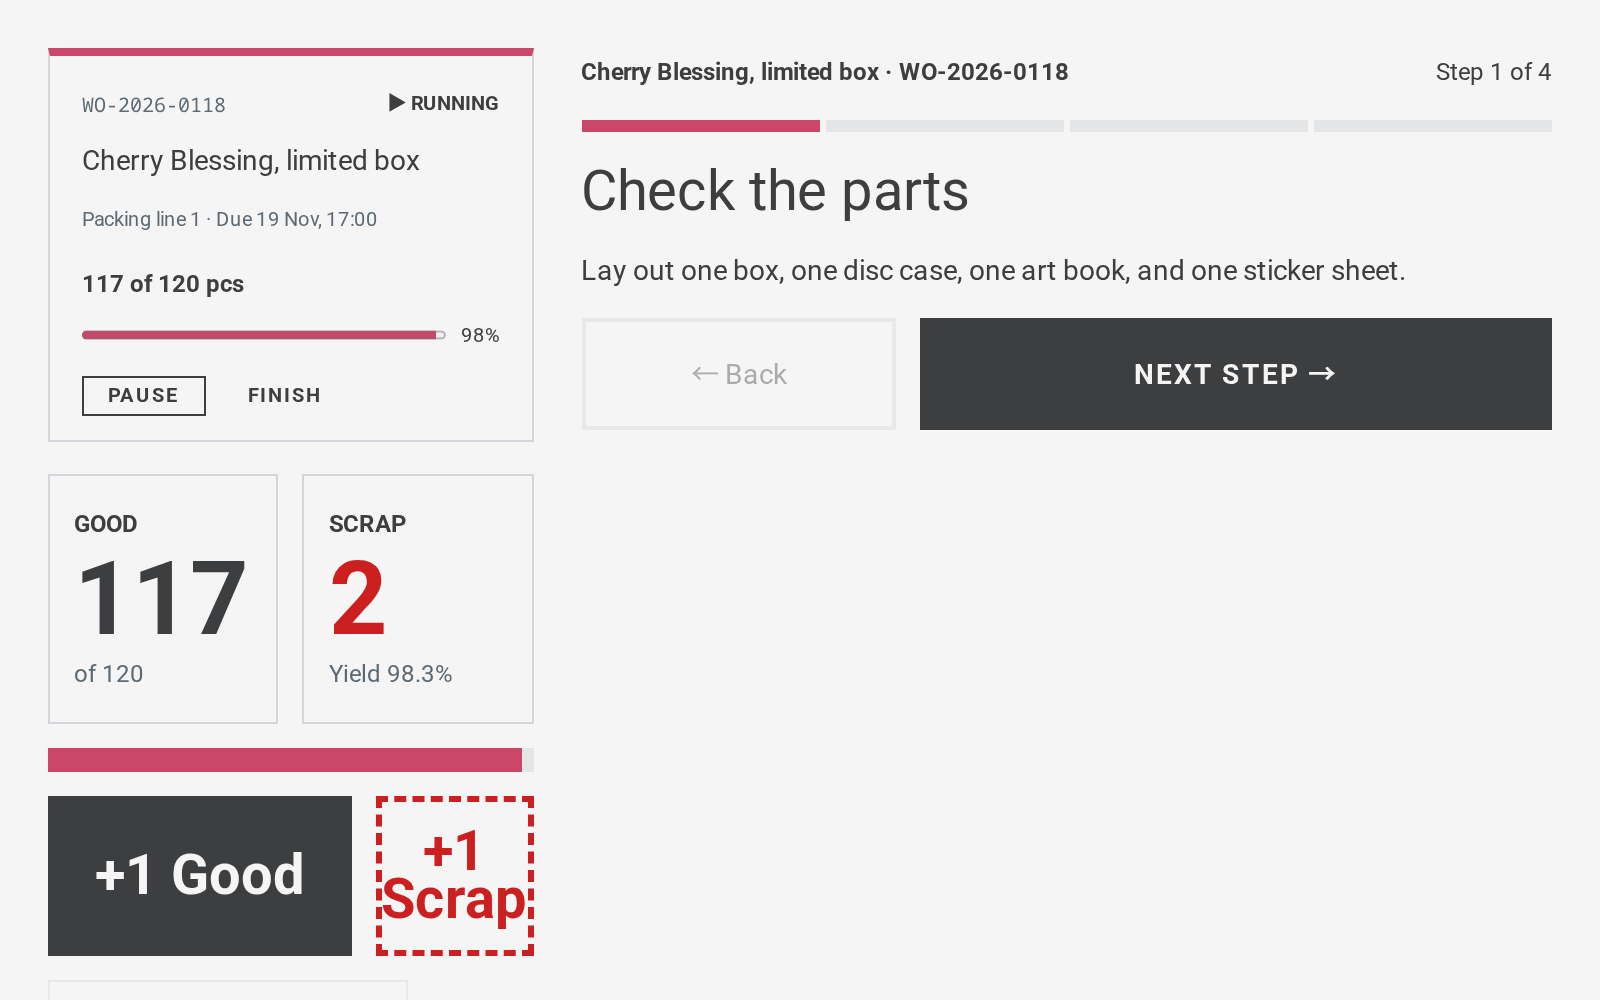 WO-2026-0118
▶ RUNNING
Cherry Blessing, limited box
Packing line 1 · Due 19 Nov, 17:00
117 of 120 pcs
98%
PAUSE
FINISH
GOOD
117
of 120
SCRAP
2
Yield 98.3%
+1 Good
+1
Scrap
Cherry Blessing, limited box · WO-2026-0118
Step 1 of 4
Check the parts
Lay out one box, one disc case, one art book, and one sticker sheet.
← Back
NEXT STEP →